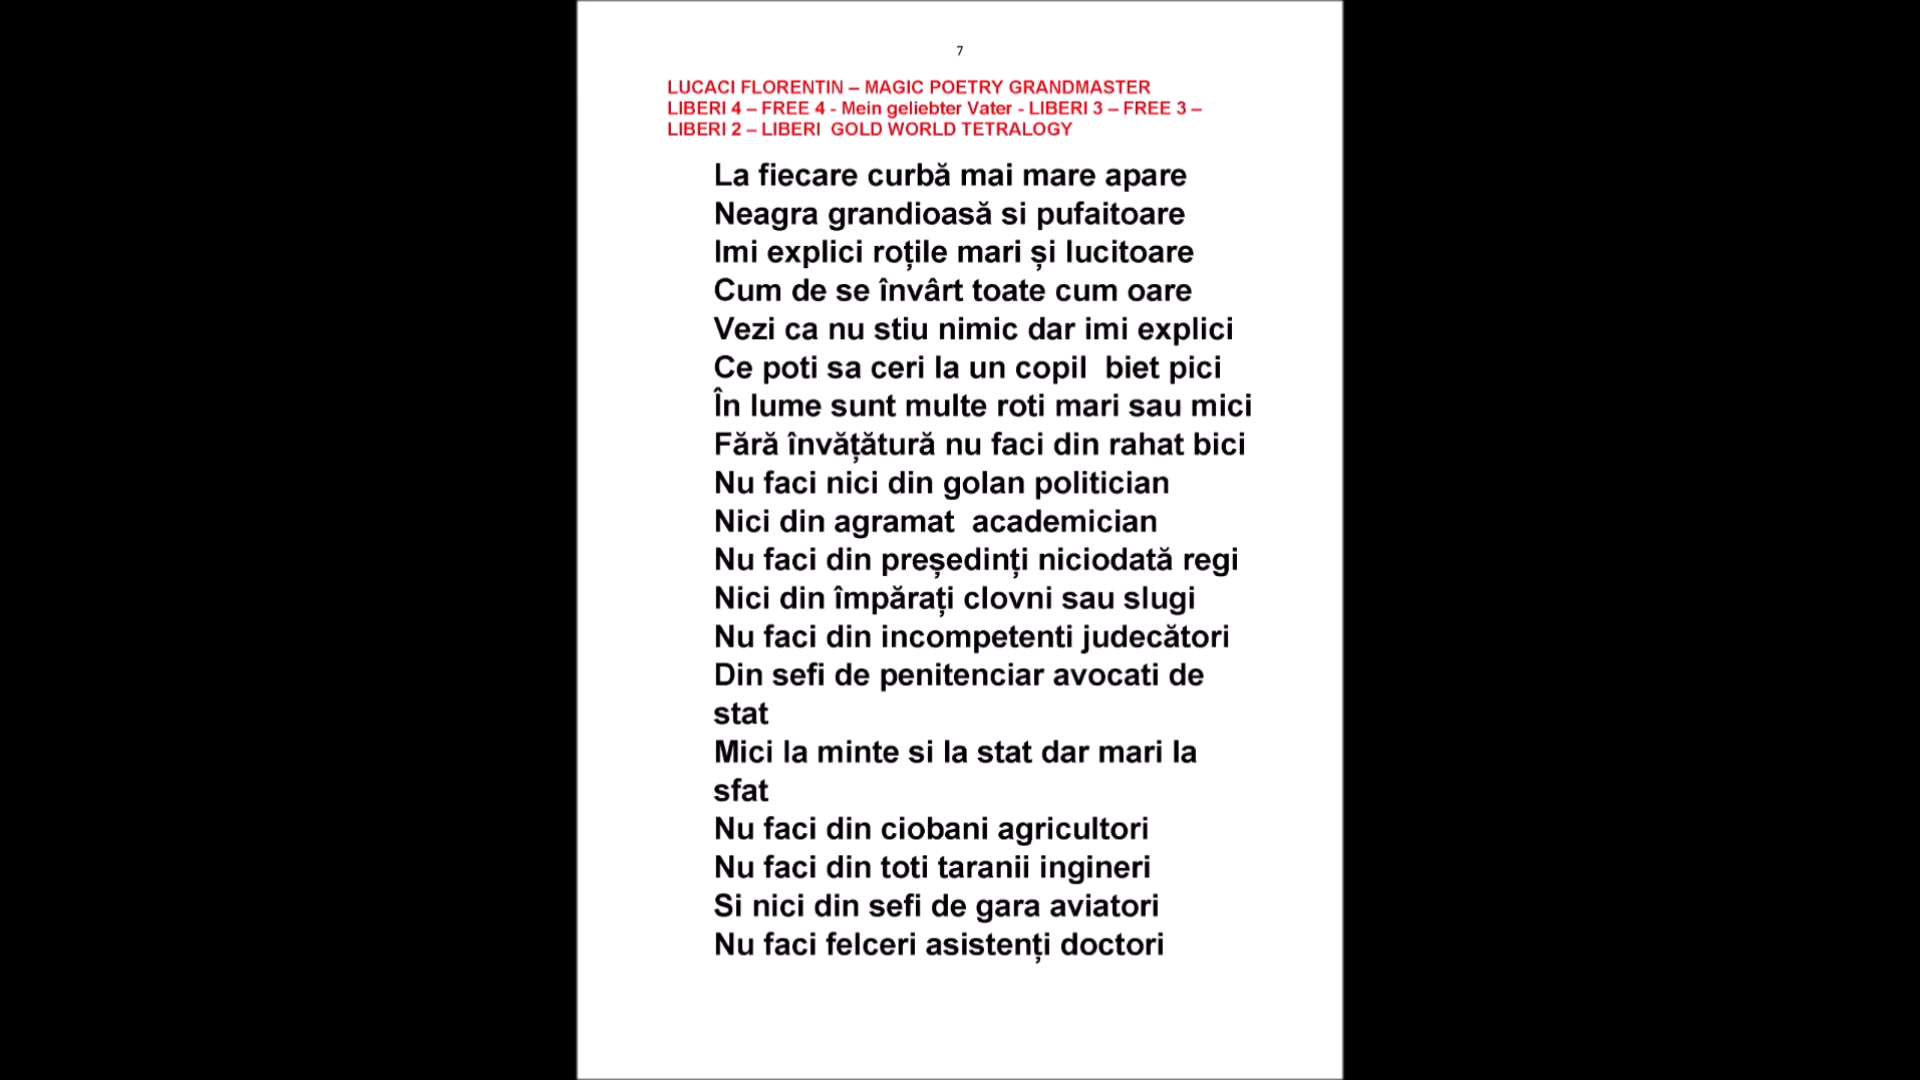 7
LUCACI FLORENTIN – MAGIC POETRY GRANDMASTER
LIBERI 4 – FREE 4 - Mein geliebter Vater - LIBERI 3 – FREE 3 –
LIBERI 2 – LIBERI  GOLD WORLD TETRALOGY
La fiecare curbă mai mare apare
Neagra grandioasă si pufaitoare
Imi explici roțile mari și lucitoare
Cum de se învârt toate cum oare
Vezi ca nu stiu nimic dar imi explici
Ce poti sa ceri la un copil  biet pici
În lume sunt multe roti mari sau mici
Fără învățătură nu faci din rahat bici
Nu faci nici din golan politician
Nici din agramat  academician
Nu faci din președinți niciodată regi
Nici din împărați clovni sau slugi
Nu faci din incompetenti judecători
Din sefi de penitenciar avocati de
stat
Mici la minte si la stat dar mari la
sfat
Nu faci din ciobani agricultori
Nu faci din toti taranii ingineri
Si nici din sefi de gara aviatori
Nu faci felceri asistenți doctori